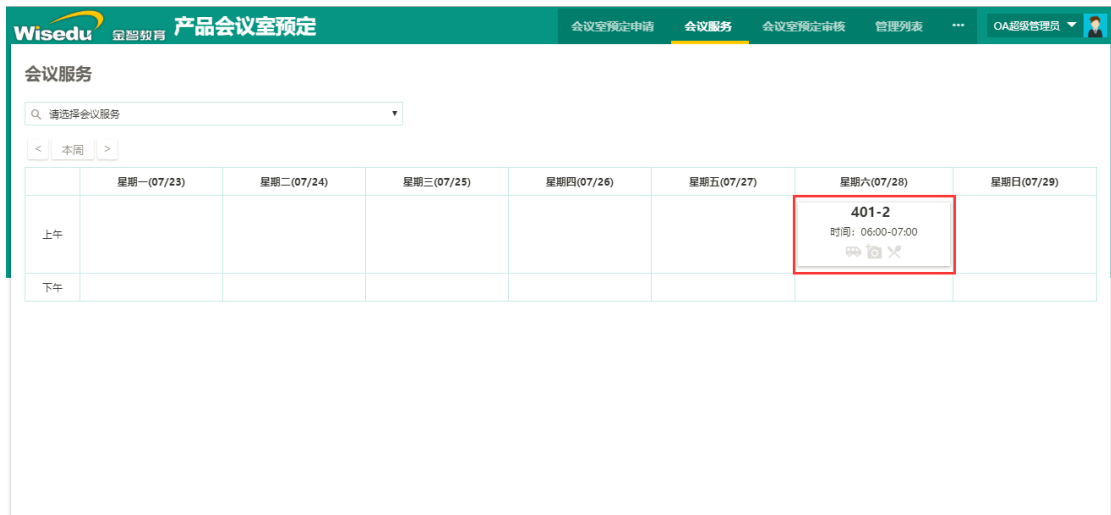 Wisedu 金智教育 产品会议室预定 会议室预定申请 会议服务 会议室预定审核 管理列表 ··· OA超级管理员
会议服务
请选择会议服务
< 本周 >
星期一(07/23) 星期二(07/24) 星期三(07/25) 星期四(07/26) 星期五(07/27) 星期六(07/28) 星期日(07/29)
401-2
上午 时间：06:00-07:00
下午